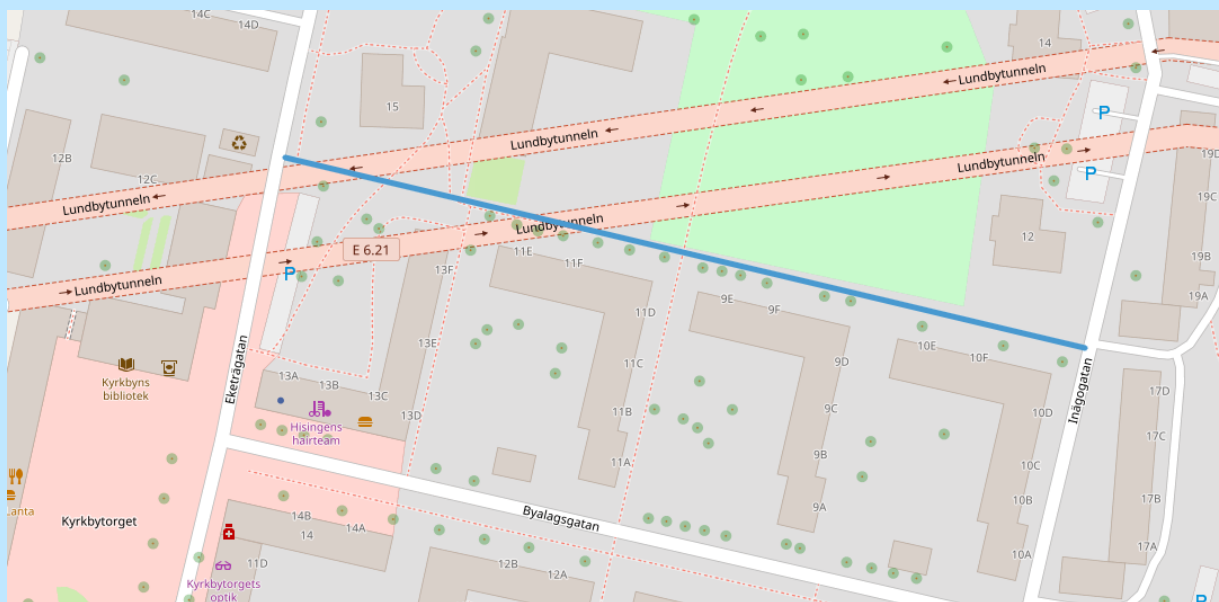 14C
14D
14
15
Lundbytunneln
P
Lundbytunneln
12B
12C
Lundbytunneln
P
19D
19C
Lundbytunneln
Lundbytunneln
E 6.21
11E
11F
12
19B
13F
P
Lundbytunneln
9E
9F
19A
11D
Eketrägatan
13E
10E
10F
Kyrkbyns
bibliotek
13A
13B
13C
11C
9D
17D
Inägogatan
13D
Hisingens
hairteam
11B
9C
10D
17C
11A
9B
10C
Byalagsgatan
9A
10B
17B
Kyrkbytorget
14B
14A
14
11D
12B
12A
10A
17A
Kyrkbytorgets
optik
P